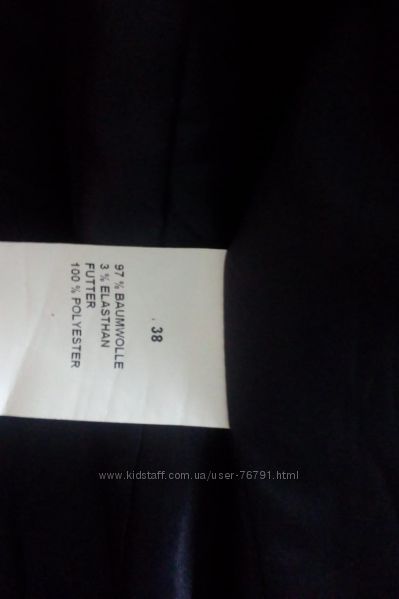 38
97 % BAUMWOLLE
3 % ELASTHAN
FUTTER
100 % POLYESTER
www.kidstaff.com.ua/user-76791.html